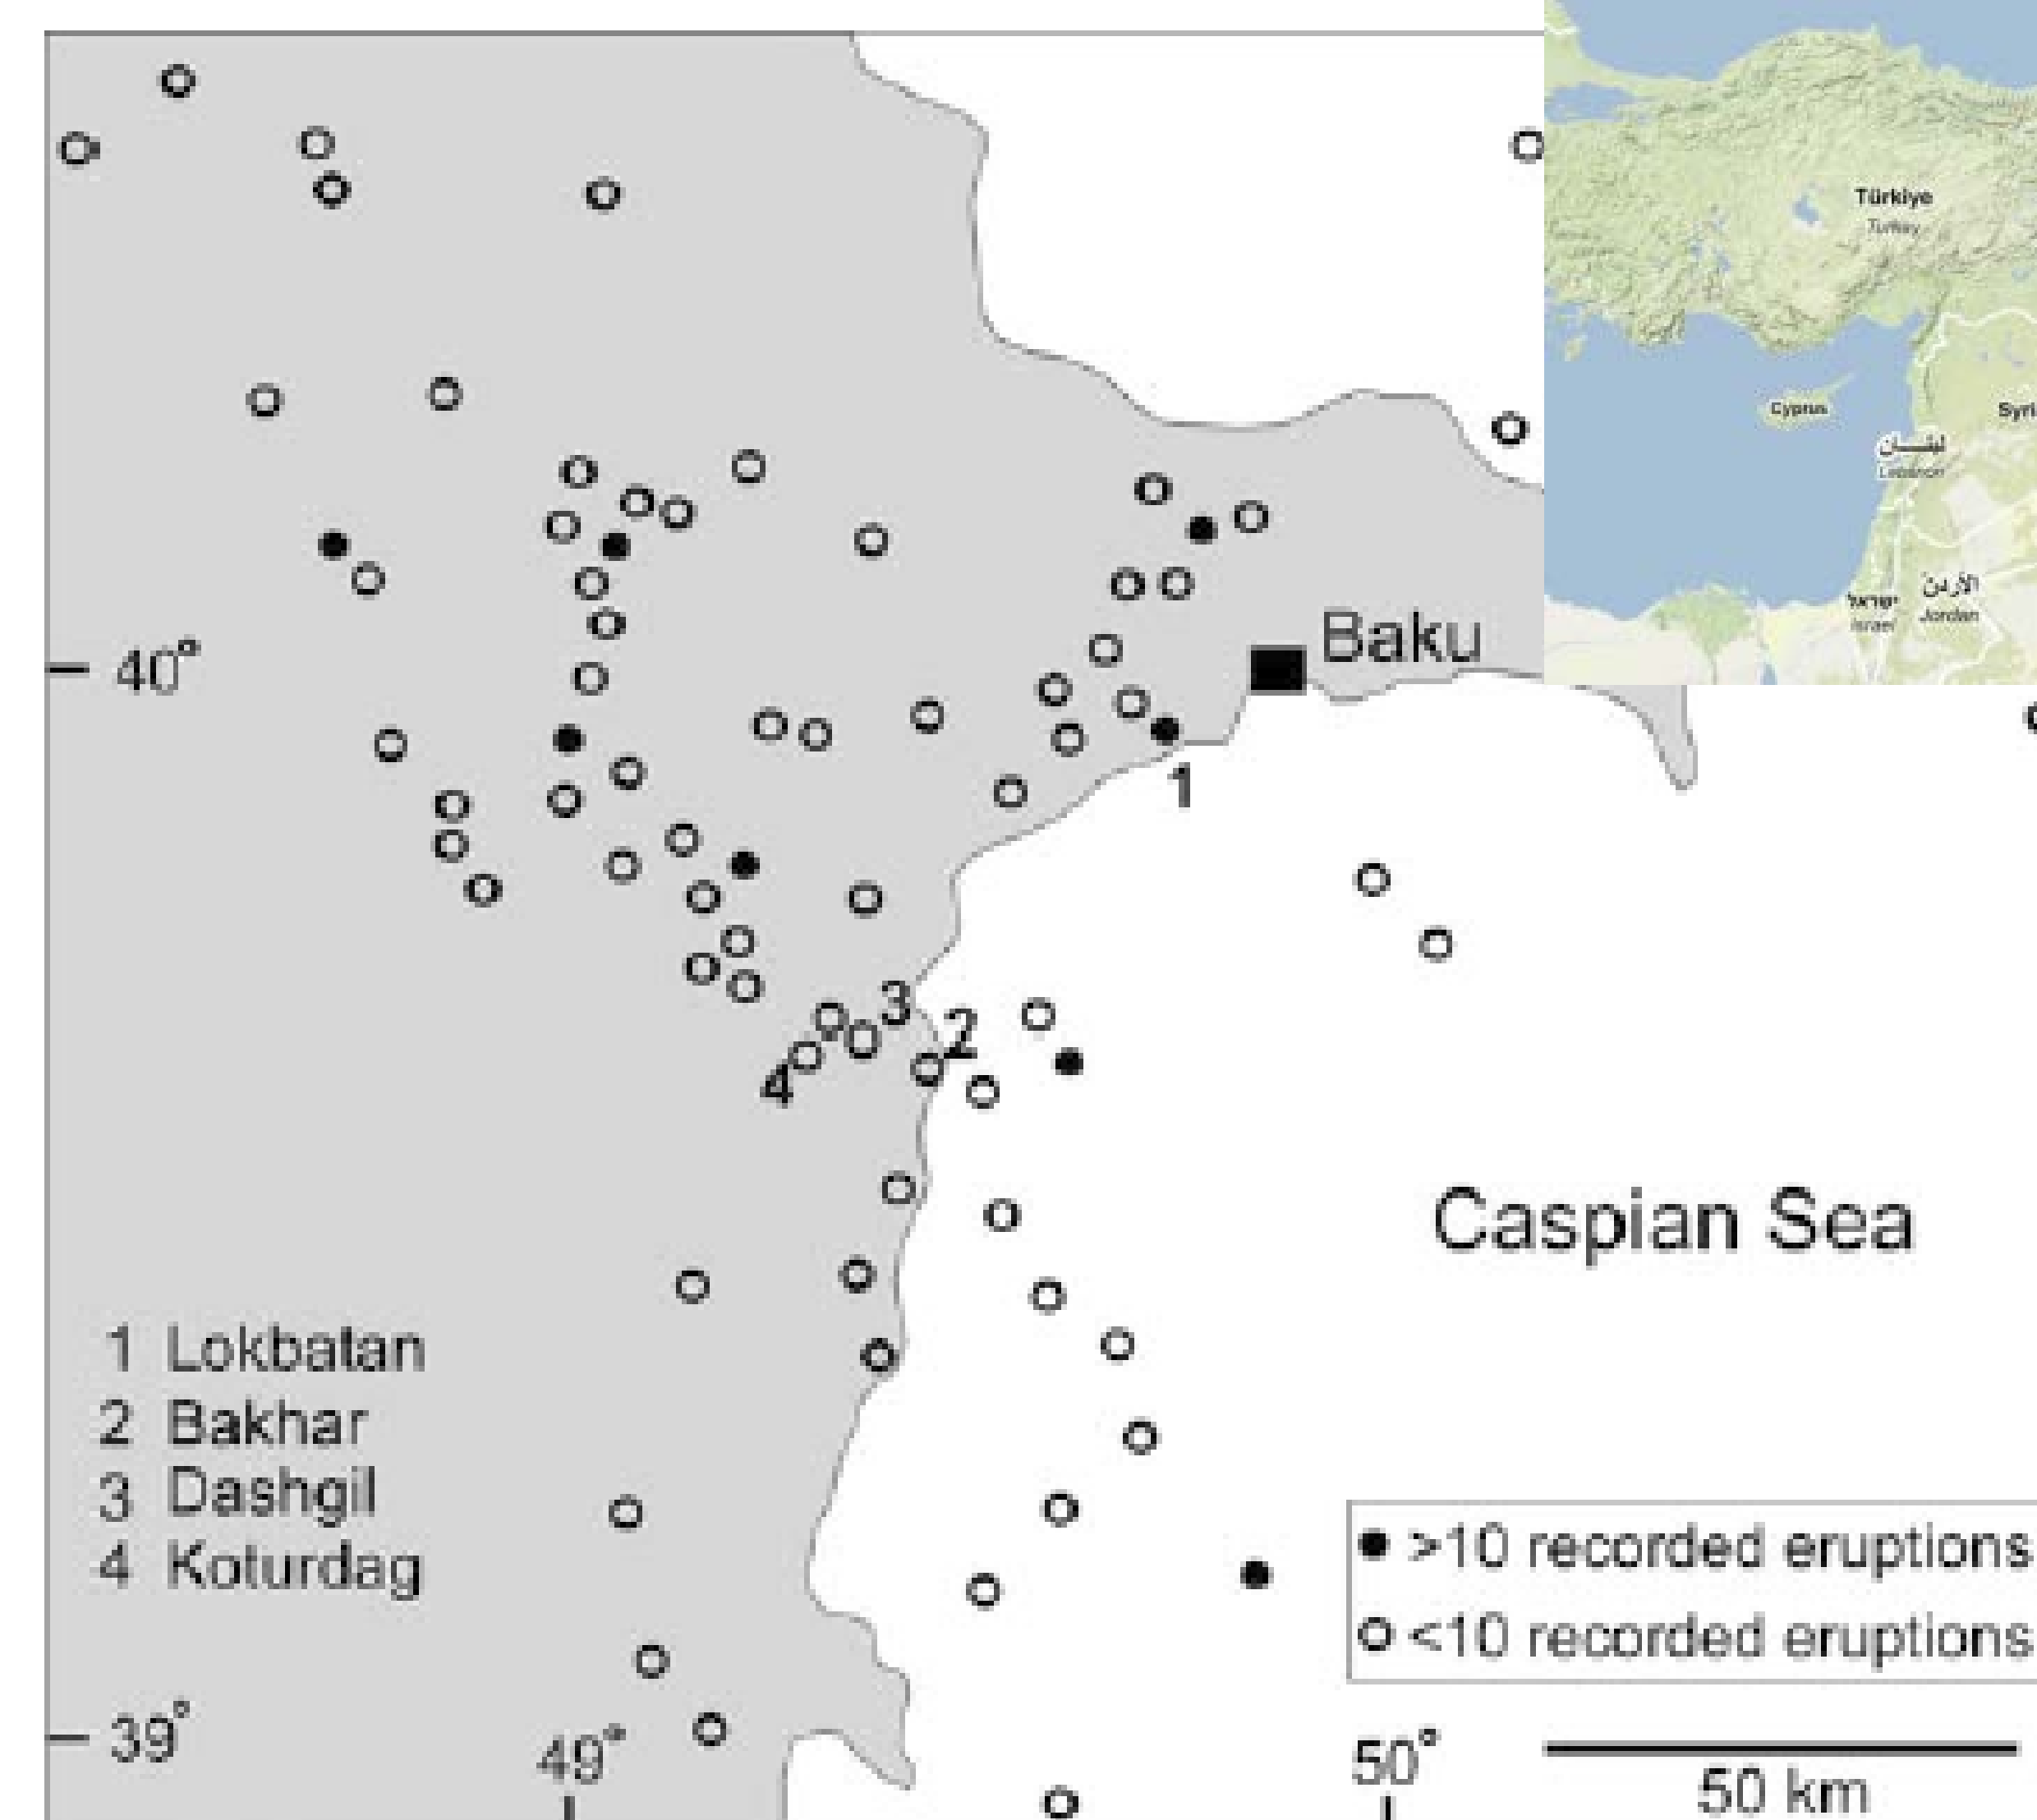 Türkiye
Turkey
Cyprus
Syri
لبنان
Lebanon
ישראל
Israel
الأردن
Jordan
Baku
40°
1
3
2
4
Caspian Sea
1 Lokbatan
2 Bakhar
3 Dashgil
4 Koturdag
>10 recorded eruptions
<10 recorded eruptions
39°
49°
50°
50 km